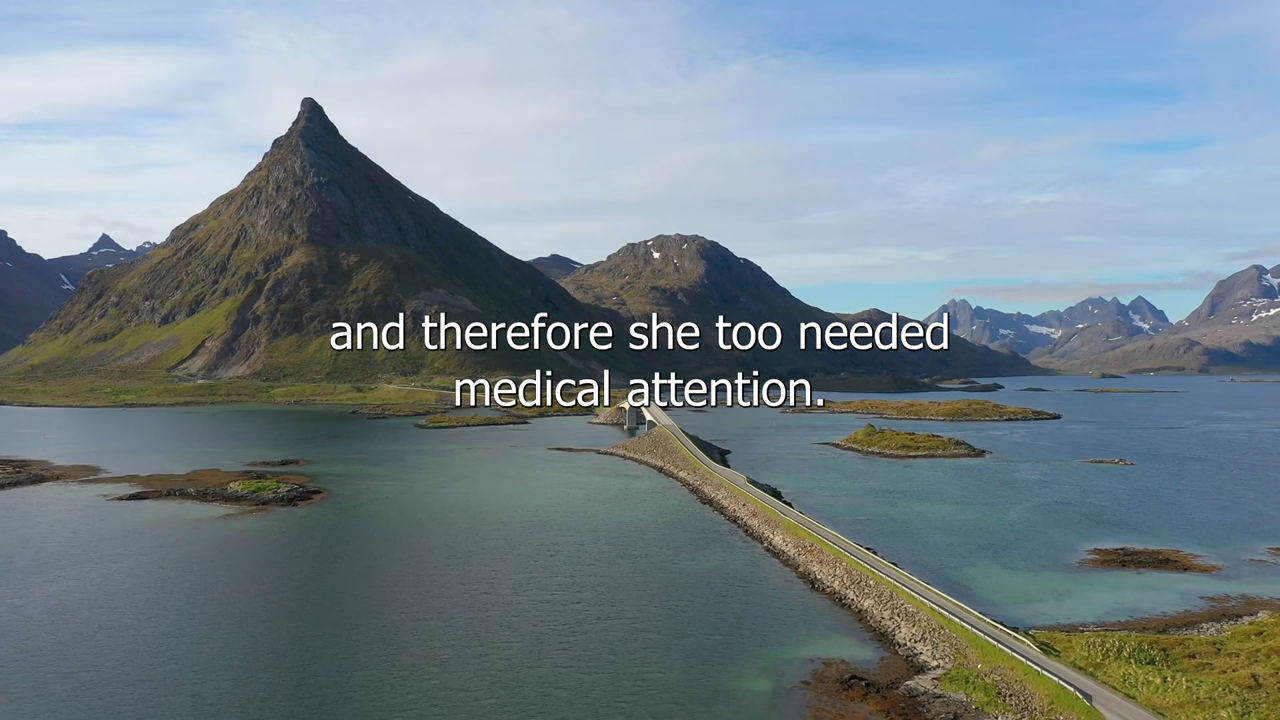 and therefore she too needed
medical attention.